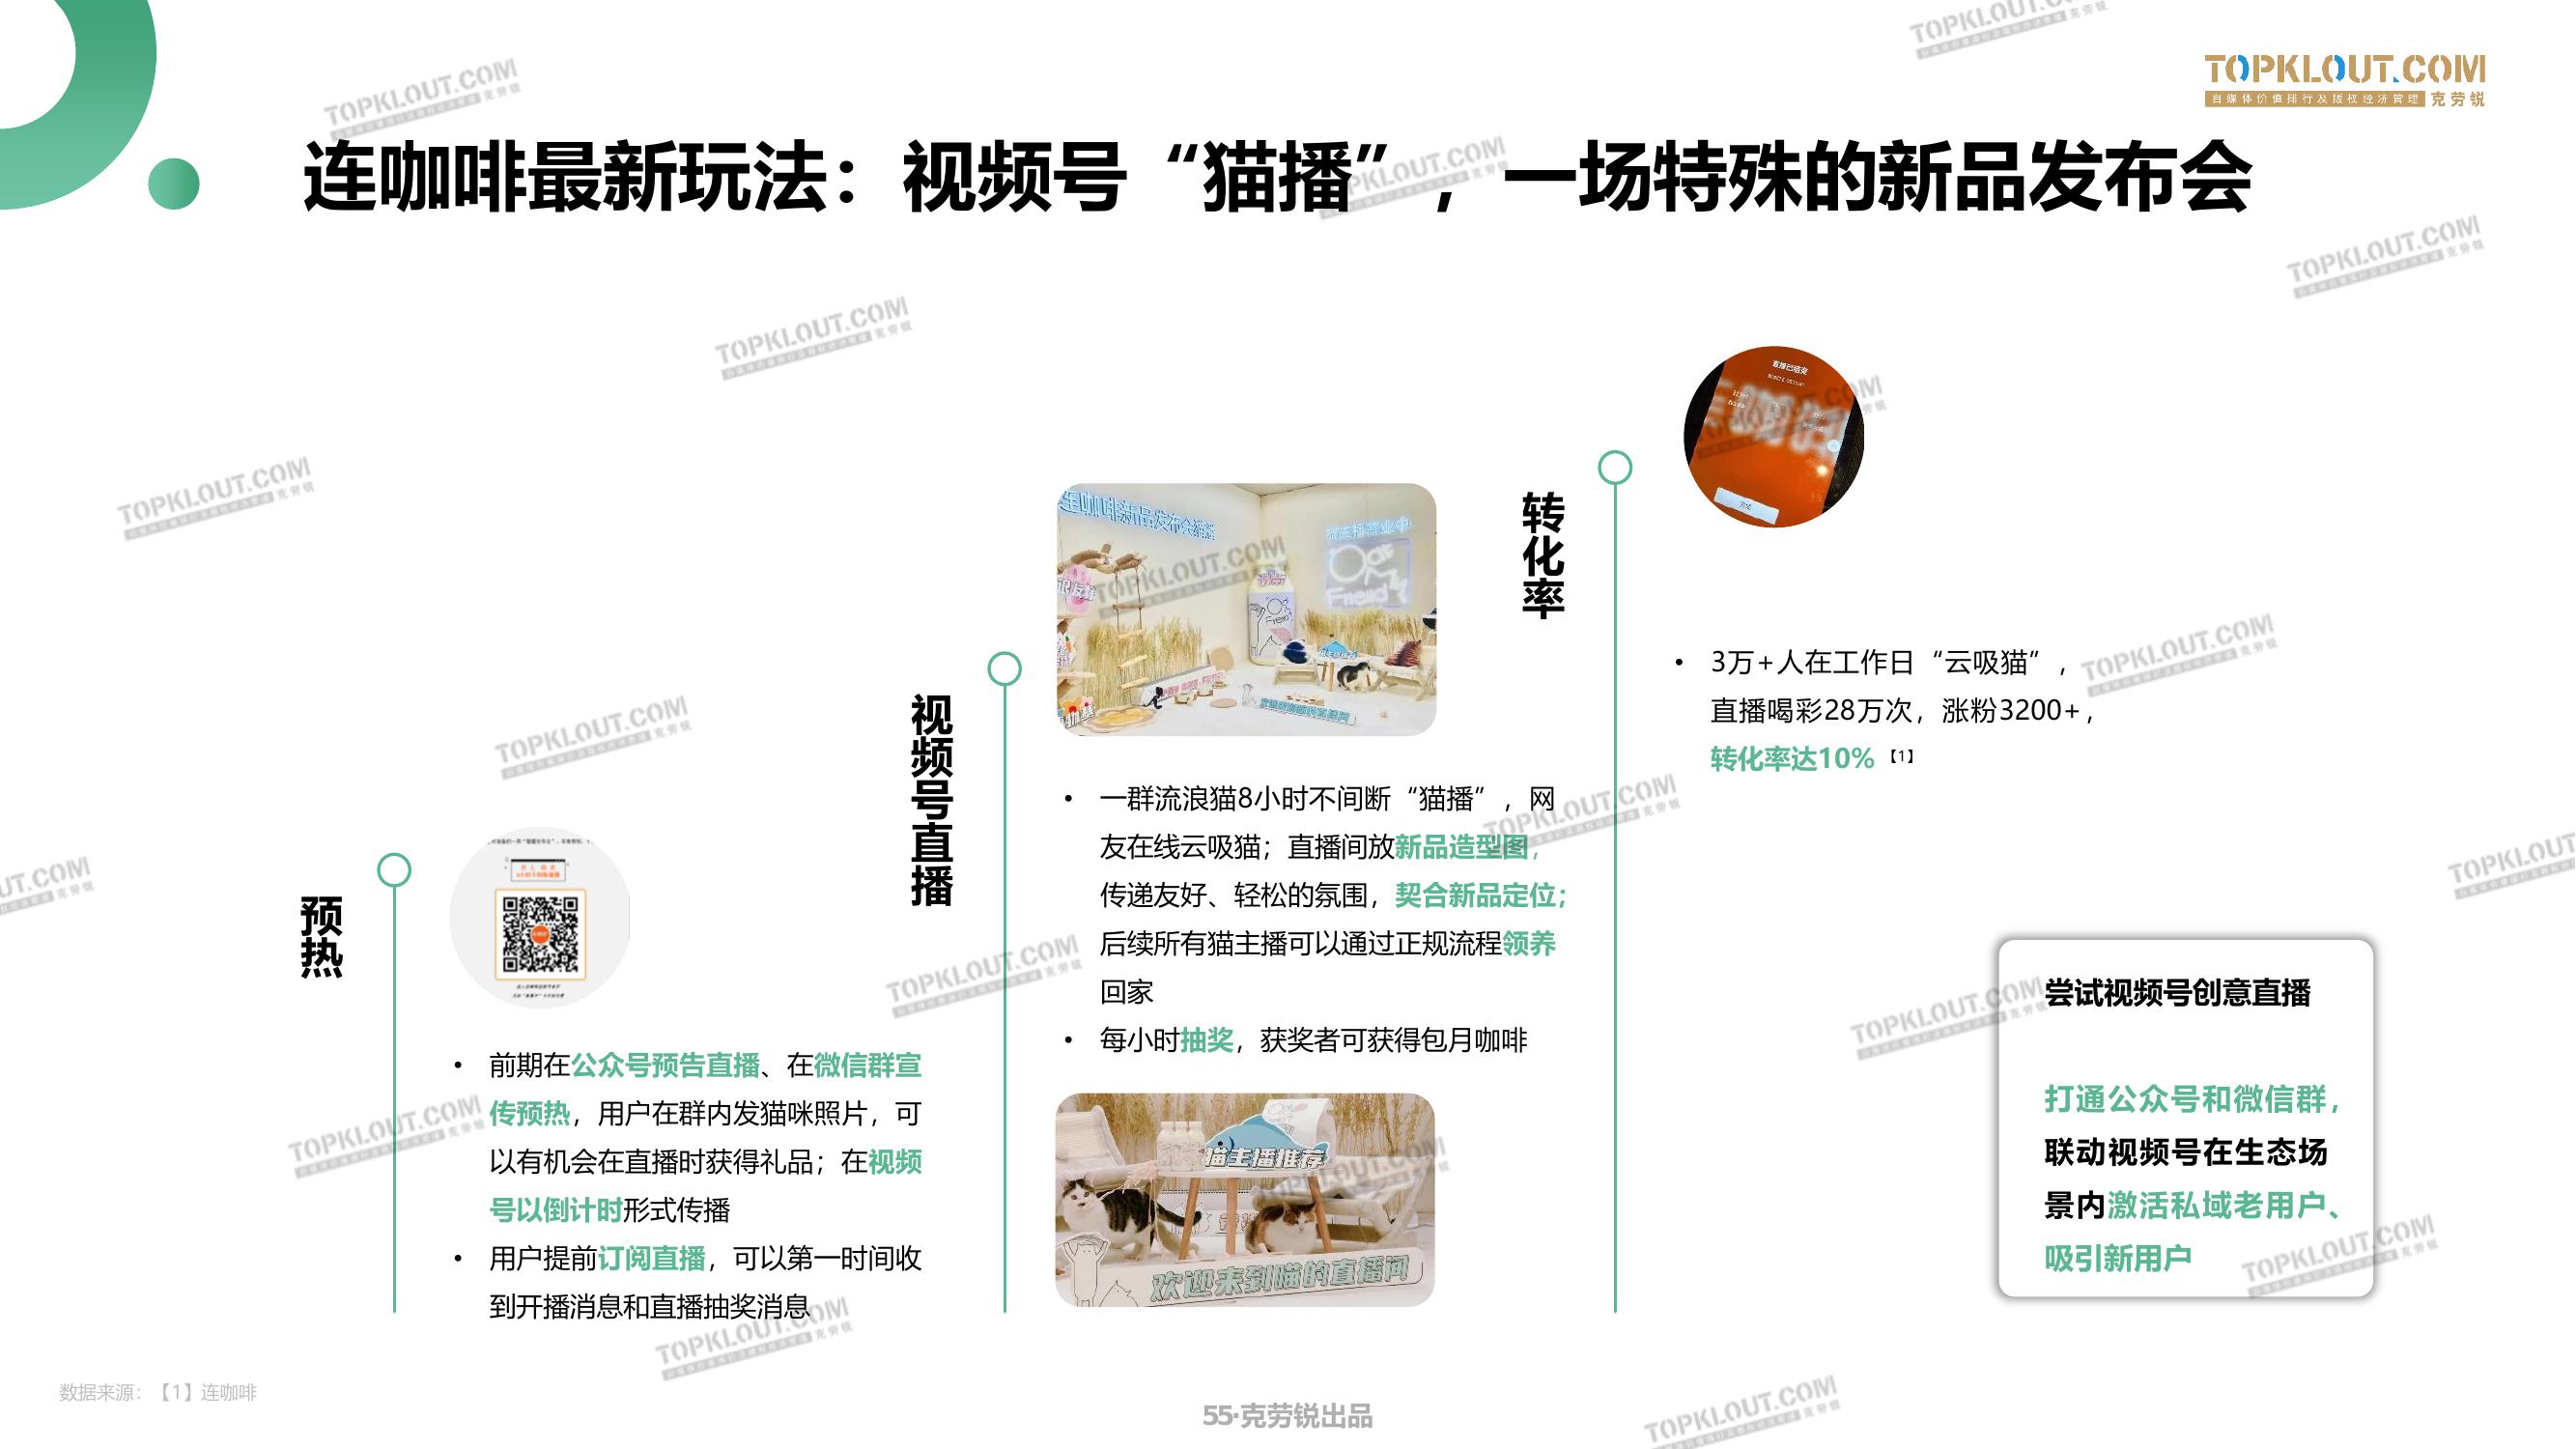 TOPKLOUT.COM
自媒体价值排行及版权经济管理 克劳锐
连咖啡最新玩法：视频号“猫播”，一场特殊的新品发布会
预热
前期在公众号预告直播、在微信群宣
传预热，用户在群内发猫咪照片，可
以有机会在直播时获得礼品；在视频
号以倒计时形式传播
用户提前订阅直播，可以第一时间收
到开播消息和直播抽奖消息
视频号直播
一群流浪猫8小时不间断“猫播”，网
友在线云吸猫；直播间放新品造型图，
传递友好、轻松的氛围，契合新品定位；
后续所有猫主播可以通过正规流程领养
回家
每小时抽奖，获奖者可获得包月咖啡
猫主播推荐
欢迎来到喵的直播间
转化率
直播已结束
完成
3万+人在工作日“云吸猫”，
直播喝彩28万次，涨粉3200+，
转化率达10%【1】
尝试视频号创意直播
打通公众号和微信群，
联动视频号在生态场
景内激活私域老用户、
吸引新用户
数据来源：【1】连咖啡
55·克劳锐出品